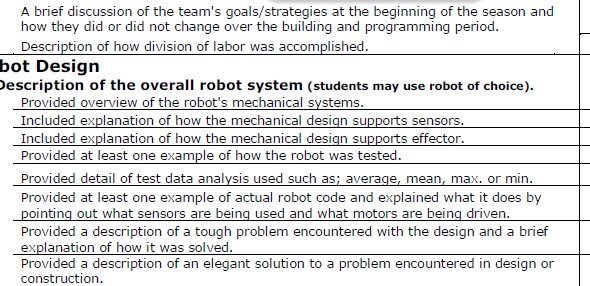 A brief discussion of the team's goals/strategies at the beginning of the season and
how they did or did not change over the building and programming period.
Description of how division of labor was accomplished.
bot Design
Description of the overall robot system (students may use robot of choice).
Provided overview of the robot's mechanical systems.
Included explanation of how the mechanical design supports sensors.
Included explanation of how the mechanical design supports effector.
Provided at least one example of how the robot was tested.
Provided detail of test data analysis used such as; average, mean, max. or min.
Provided at least one example of actual robot code and explained what it does by
pointing out what sensors are being used and what motors are being driven.
Provided a description of a tough problem encountered with the design and a brief
explanation of how it was solved.
Provided a description of an elegant solution to a problem encountered in design or
construction.